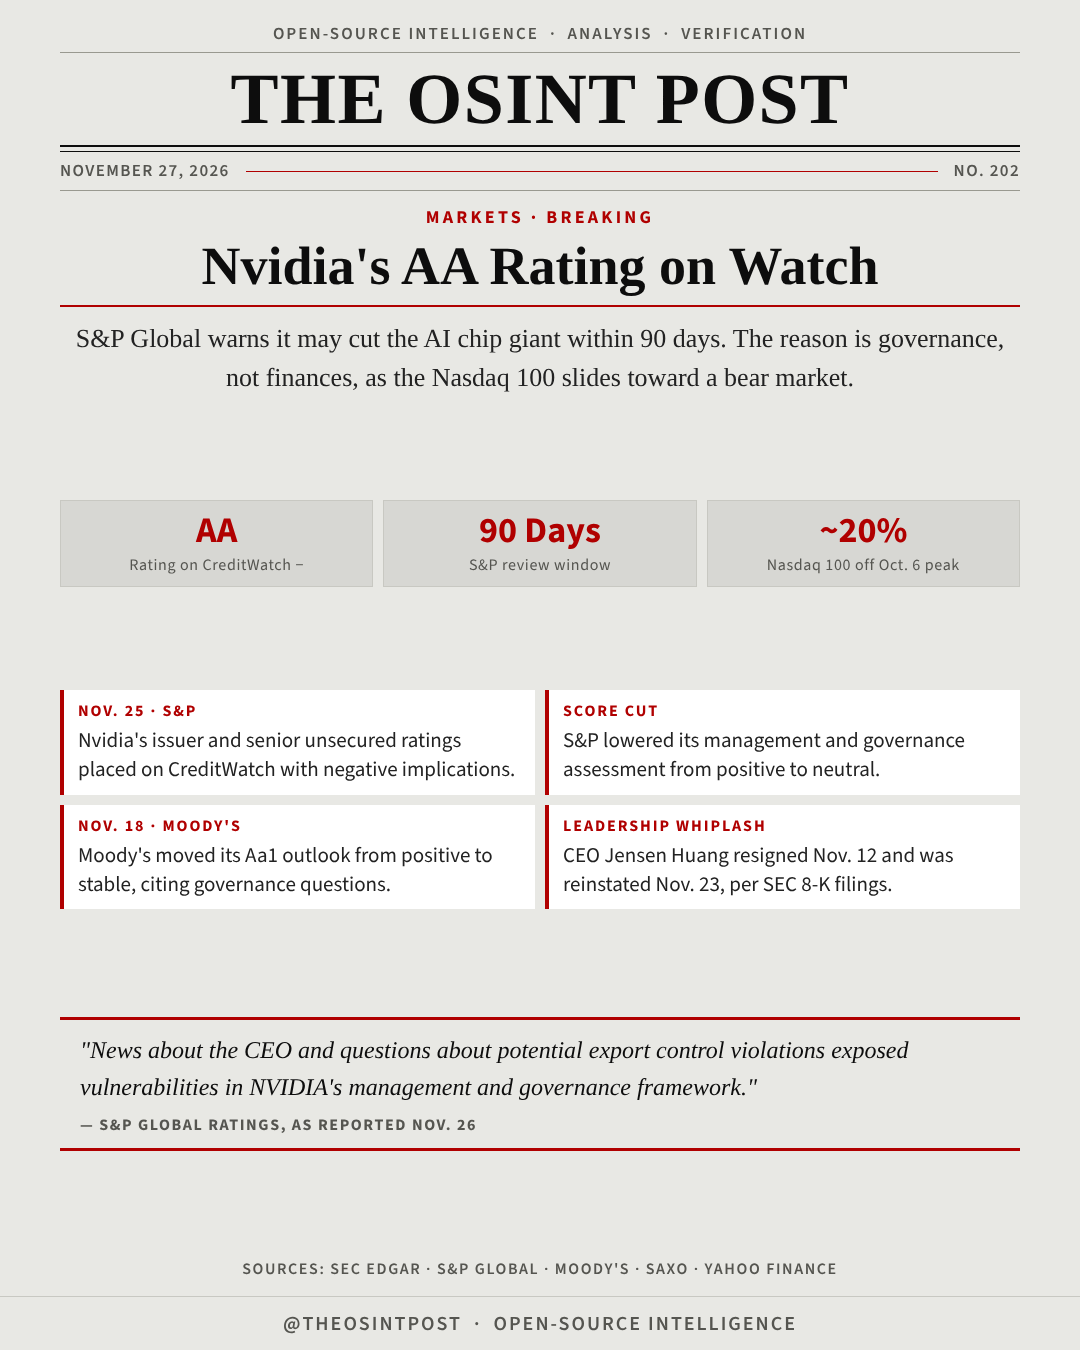 OPEN-SOURCE INTELLIGENCE · ANALYSIS · VERIFICATION
THE OSINT POST
NOVEMBER 27, 2026
NO. 202
MARKETS · BREAKING
Nvidia's AA Rating on Watch
S&P Global warns it may cut the AI chip giant within 90 days. The reason is governance,
not finances, as the Nasdaq 100 slides toward a bear market.
AA
Rating on CreditWatch −
90 Days
S&P review window
~20%
Nasdaq 100 off Oct. 6 peak
NOV. 25 · S&P
Nvidia's issuer and senior unsecured ratings
placed on CreditWatch with negative implications.
SCORE CUT
S&P lowered its management and governance
assessment from positive to neutral.
NOV. 18 · MOODY'S
Moody's moved its Aa1 outlook from positive to
stable, citing governance questions.
LEADERSHIP WHIPLASH
CEO Jensen Huang resigned Nov. 12 and was
reinstated Nov. 23, per SEC 8-K filings.
"News about the CEO and questions about potential export control violations exposed
vulnerabilities in NVIDIA's management and governance framework."
— S&P GLOBAL RATINGS, AS REPORTED NOV. 26
SOURCES: SEC EDGAR · S&P GLOBAL · MOODY'S · SAXO · YAHOO FINANCE
@THEOSINTPOST · OPEN-SOURCE INTELLIGENCE